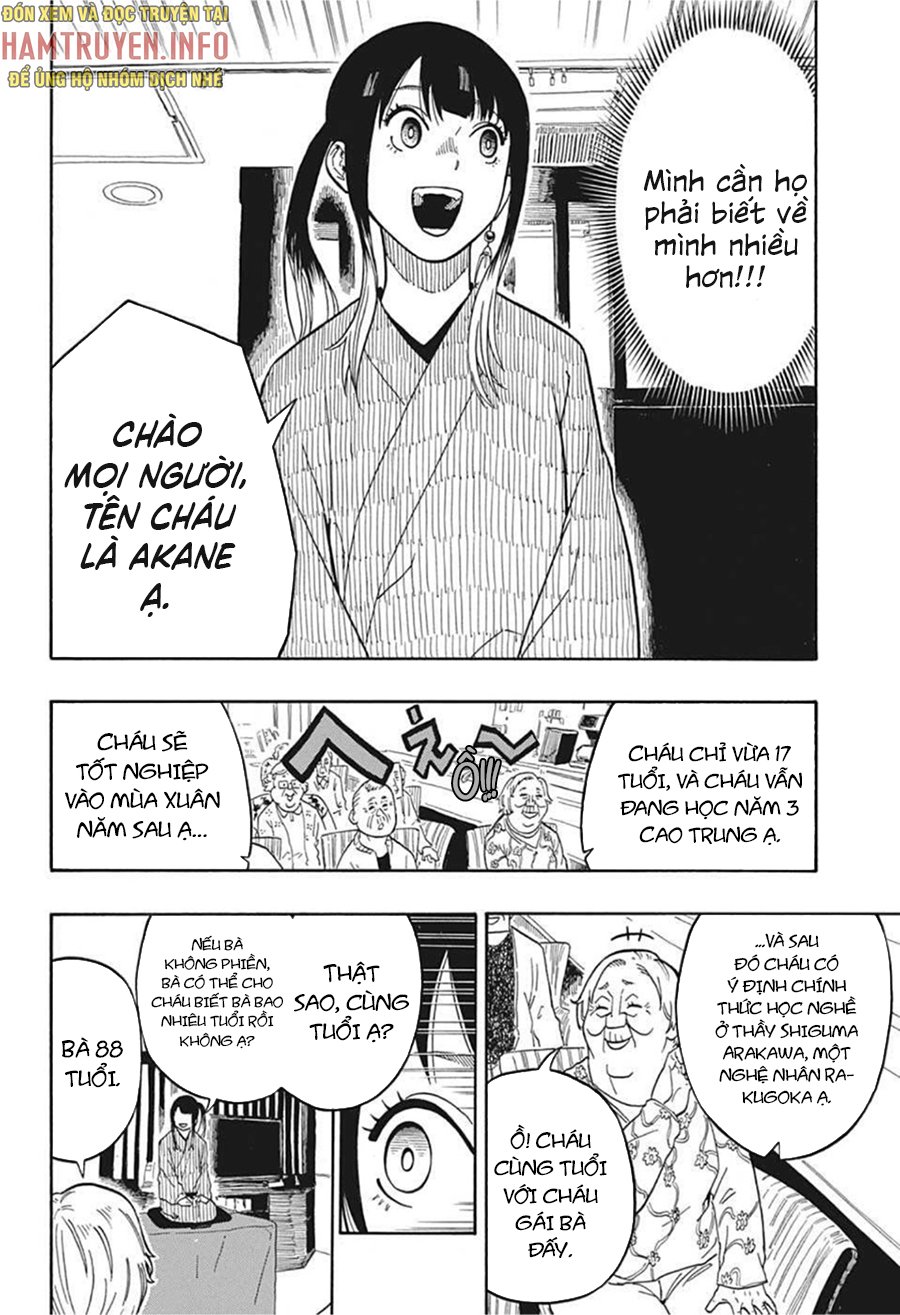 ĐÓN XEM VÀ ĐỌC TRUYỆN TẠI
HAMTRUYEN.INFO
ĐỂ ỦNG HỘ NHÓM DỊCH NHÉ
Mình cần họ
phải biết về
mình nhiều
hơn!!!
CHÀO
MỌI NGƯỜI,
TÊN CHÁU
LÀ AKANE
Ạ.
CHÁU CHỈ VỪA 17
TUỔI, VÀ CHÁU VẪN
ĐANG HỌC NĂM 3
CAO TRUNG Ạ.
へぇ〜
Ồ!!!
CHÁU SẼ
TỐT NGHIỆP
VÀO MÙA XUÂN
NĂM SAU Ạ...
...VÀ SAU
ĐÓ CHÁU CÓ
Ý ĐỊNH CHÍNH
THỨC HỌC NGHỀ
Ở THẦY SHIGUMA
ARAKAWA, MỘT
NGHỆ NHÂN RA-
KUGOKA Ạ.
Ồ! CHÁU
CÙNG TUỔI
VỚI CHÁU
GÁI BÀ
ĐẤY.
THẬT
SAO, CÙNG
TUỔI Ạ?
NẾU BÀ
KHÔNG PHIỀN,
BÀ CÓ THỂ CHO
CHÁU BIẾT BÀ BAO
NHIÊU TUỔI RỒI
KHÔNG Ạ?
BÀ 88
TUỔI.